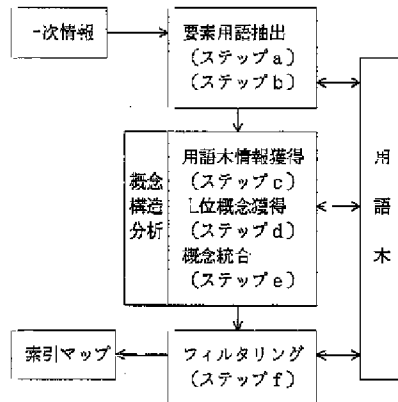 一次情報
要素用語抽出
(ステップa)
(ステップb)
用語木情報獲得
(ステップc)
上位概念獲得
(ステップd)
概念統合
(ステップe)
概念
構造
分析
用
語
木
索引マップ
フィルタリング
(ステップf)